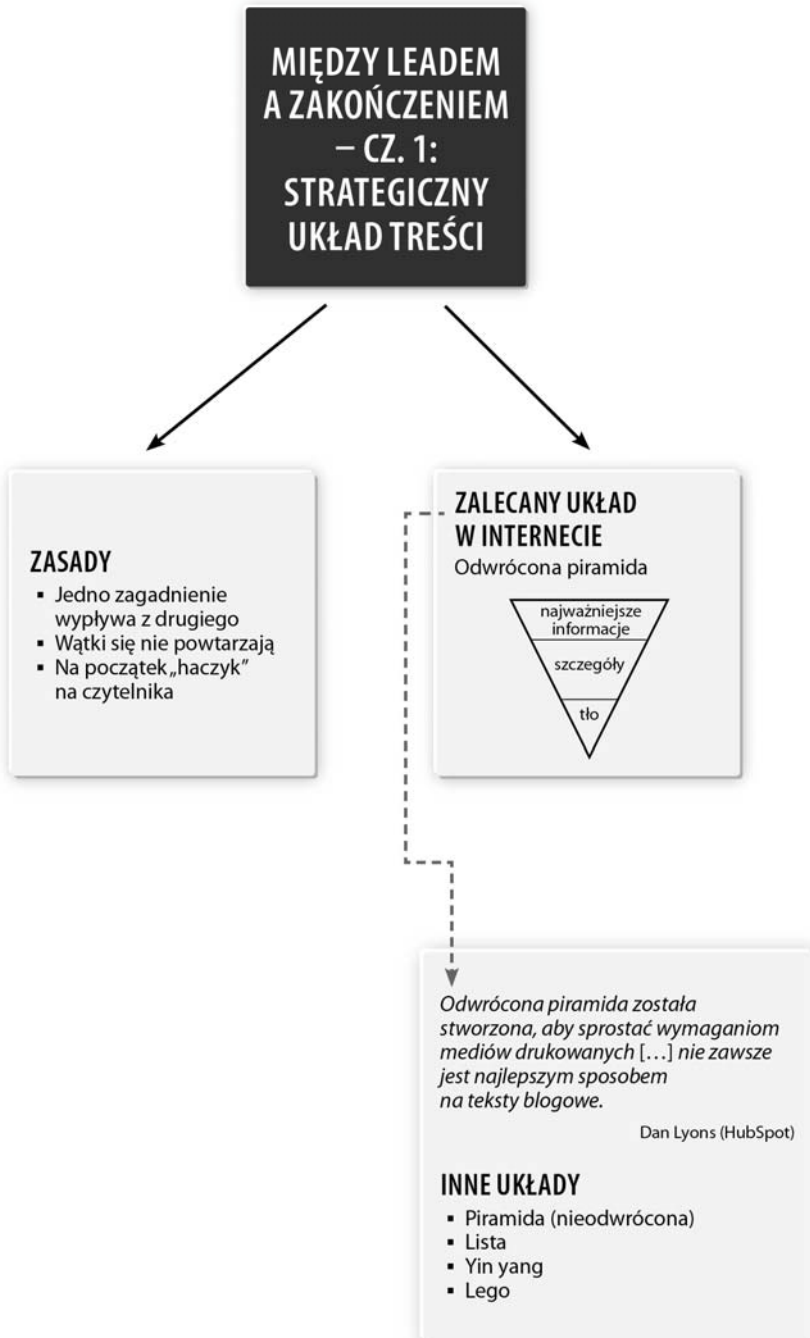 MIĘDZY LEADEM
A ZAKOŃCZENIEM
– CZ. 1:
STRATEGICZNY
UKŁAD TREŚCI
ZASADY
▪ Jedno zagadnienie
wypływa z drugiego
▪ Wątki się nie powtarzają
▪ Na początek „haczyk”
na czytelnika
ZALECANY UKŁAD
W INTERNECIE
Odwrócona piramida
najważniejsze
informacje
szczegóły
tło
Odwrócona piramida została
stworzona, aby sprostać wymaganiom
mediów drukowanych […] nie zawsze
jest najlepszym sposobem
na teksty blogowe.
Dan Lyons (HubSpot)
INNE UKŁADY
▪ Piramida (nieodwrócona)
▪ Lista
▪ Yin yang
▪ Lego